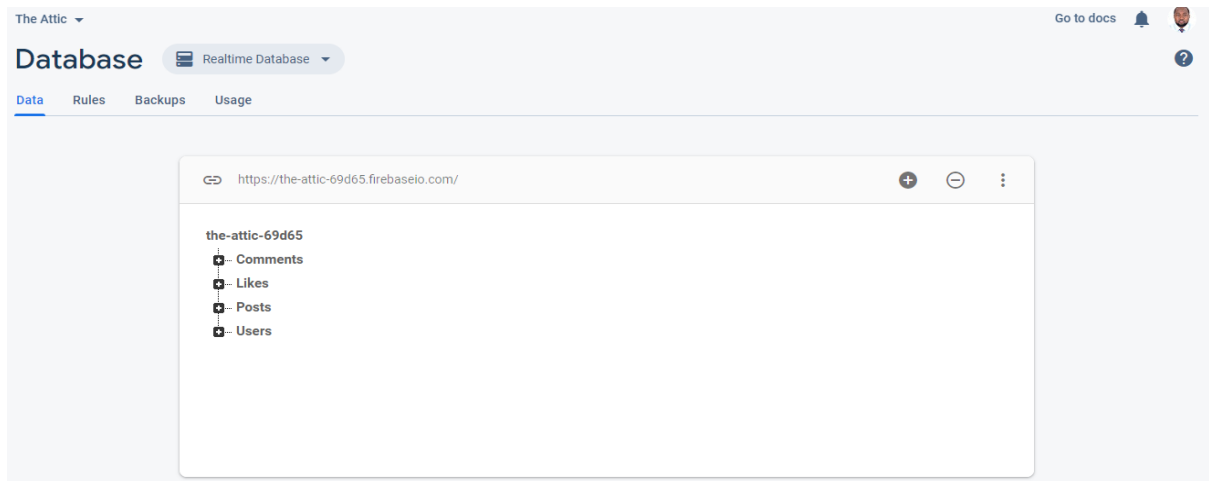 The Attic
Go to docs
Database
Realtime Database
?
Data Rules Backups Usage
https://the-attic-69d65.firebaseio.com/
the-attic-69d65
Comments
Likes
Posts
Users